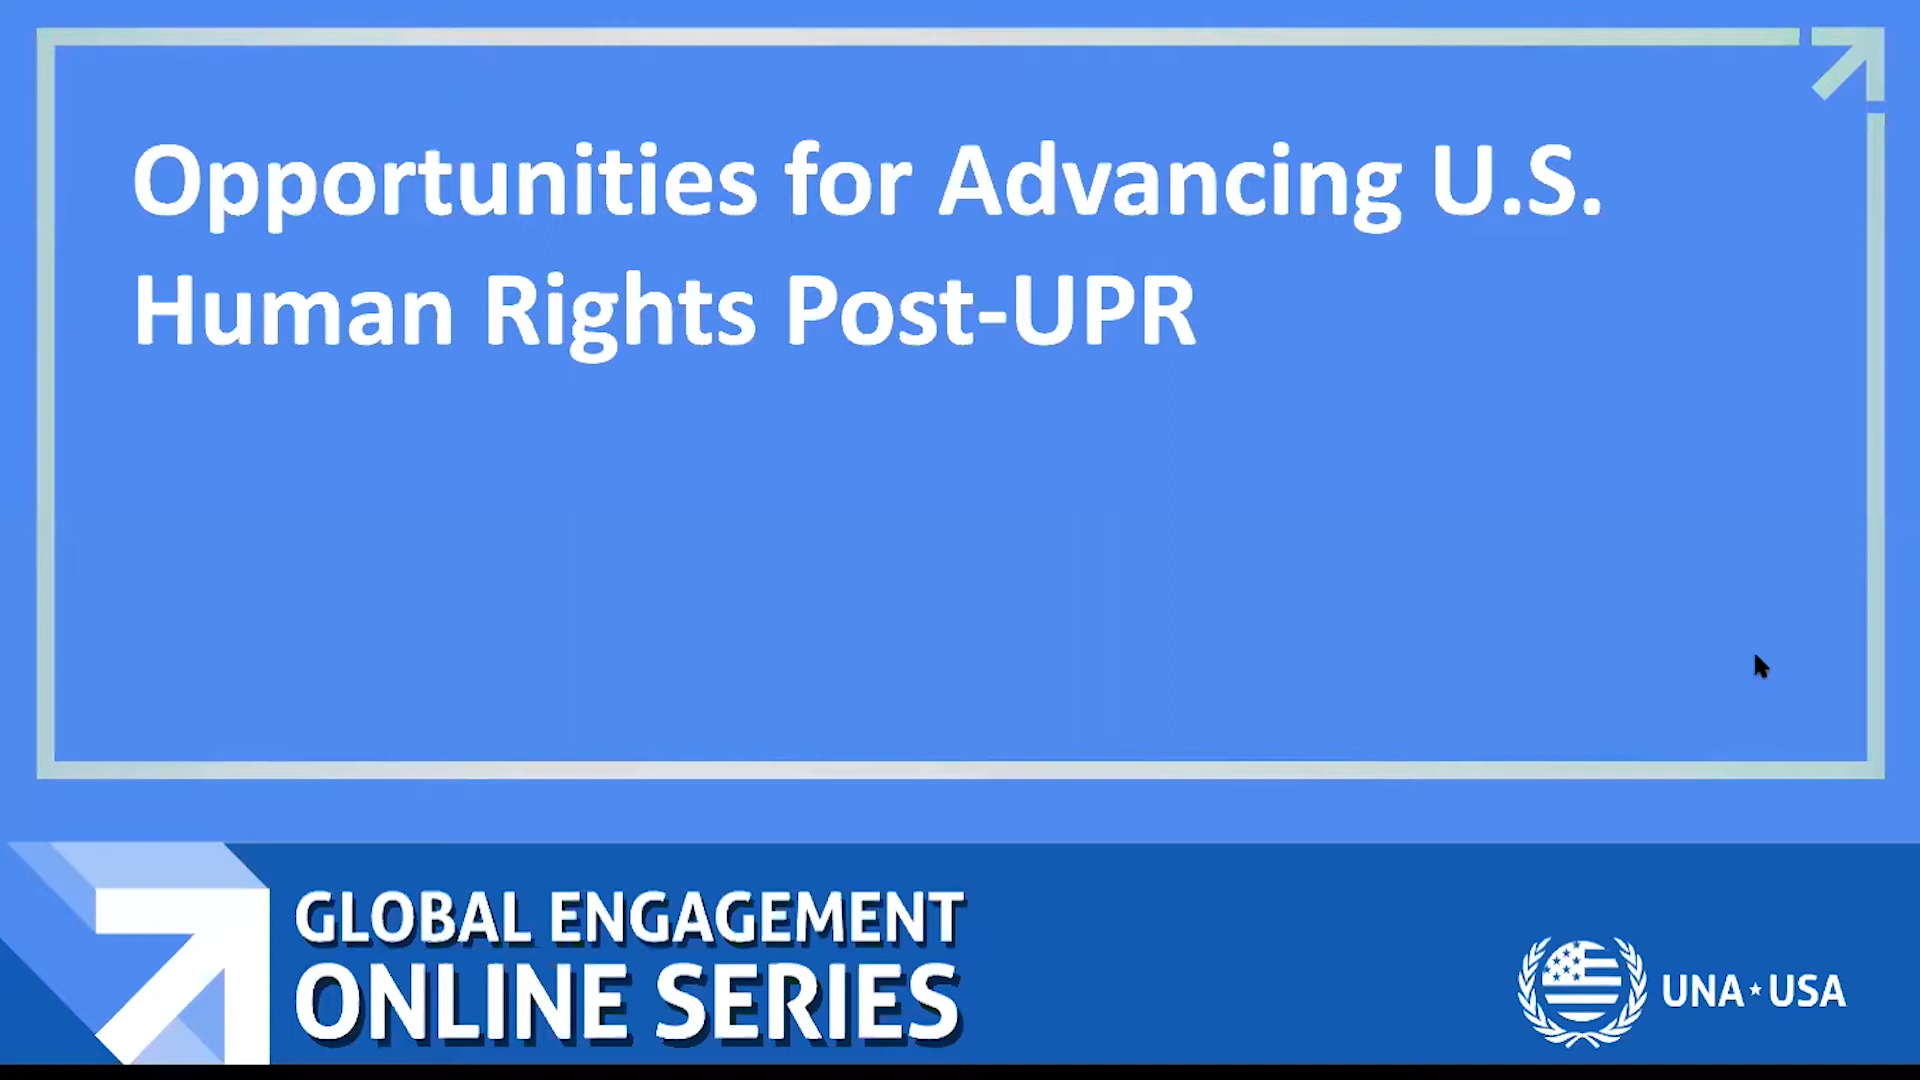 Opportunities for Advancing U.S.
Human Rights Post-UPR
GLOBAL ENGAGEMENT
ONLINE SERIES
UNA★USA